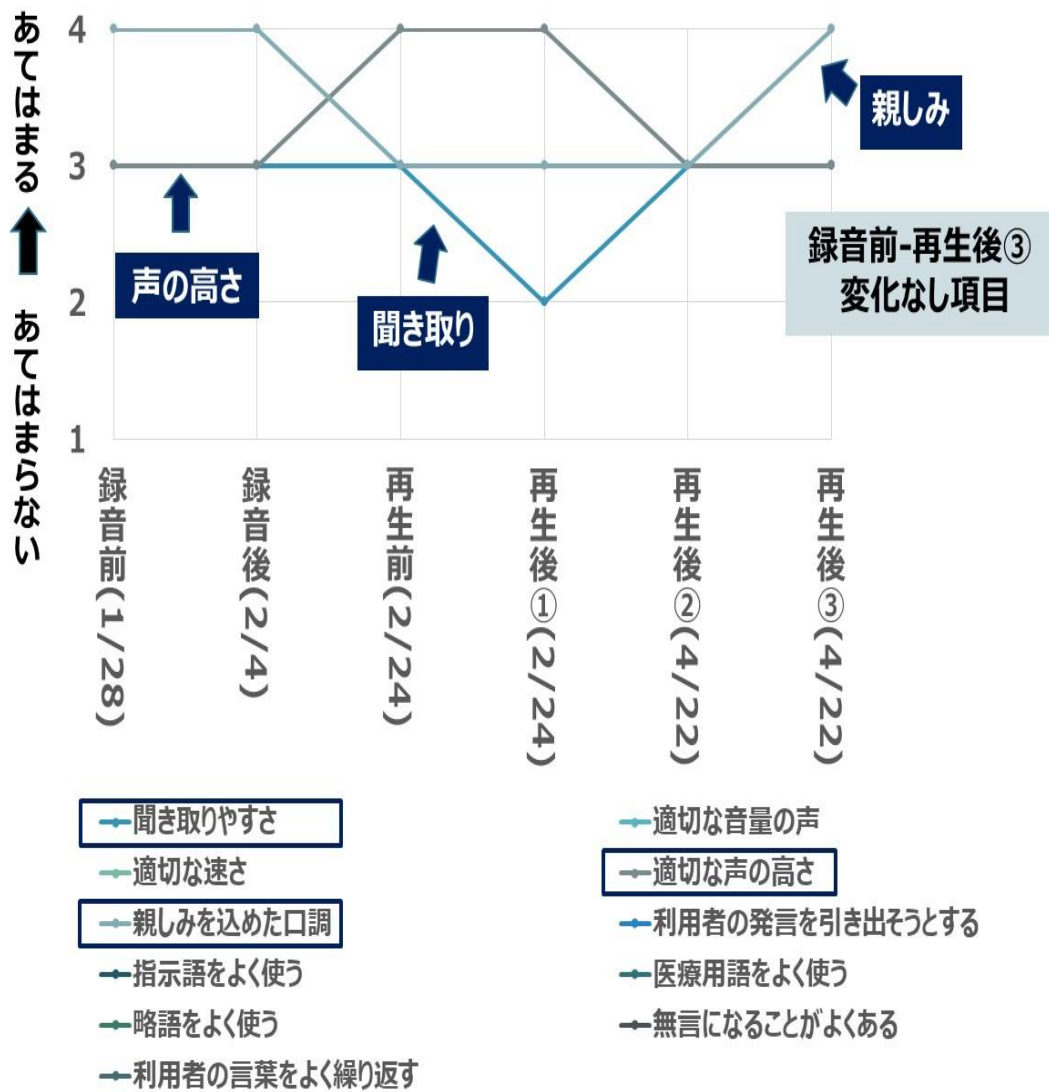 あてはまる
あてはまらない
4
3
2
1
親しみ
声の高さ
聞き取り
録音前-再生後③
変化なし項目
録音前(1/28)
録音後(2/4)
再生前(2/24)
再生後①(2/24)
再生後②(4/22)
再生後③(4/22)
聞き取りやすさ
適切な音量の声
適切な速さ
適切な声の高さ
親しみを込めた口調
利用者の発言を引き出そうとする
指示語をよく使う
医療用語をよく使う
略語をよく使う
無言になることがよくある
利用者の言葉をよく繰り返す